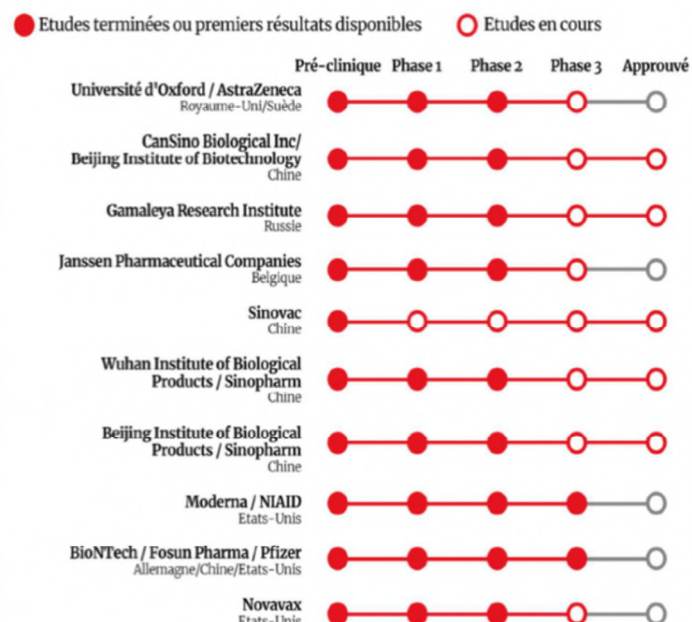 Etudes terminées ou premiers résultats disponibles
Etudes en cours
Pré-clinique Phase 1 Phase 2 Phase 3 Approuvé
Université d'Oxford / AstraZeneca
Royaume-Uni/Suède
CanSino Biological Inc/
Beijing Institute of Biotechnology
Chine
Gamaleya Research Institute
Russie
Janssen Pharmaceutical Companies
Belgique
Sinovac
Chine
Wuhan Institute of Biological
Products / Sinopharm
Chine
Beijing Institute of Biological
Products / Sinopharm
Chine
Moderna / NIAID
Etats-Unis
BioNTech / Fosun Pharma / Pfizer
Allemagne/Chine/Etats-Unis
Novavax
Etats-Unis